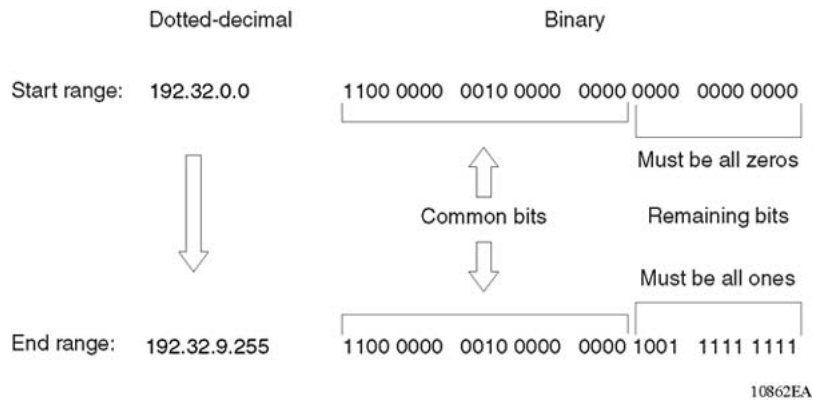 Dotted-decimal Binary
Start range: 192.32.0.0 1100 0000 0010 0000 0000 0000 0000 0000
Must be all zeros
Common bits Remaining bits
Must be all ones
End range: 192.32.9.255 1100 0000 0010 0000 0000 1001 1111 1111
10862EA